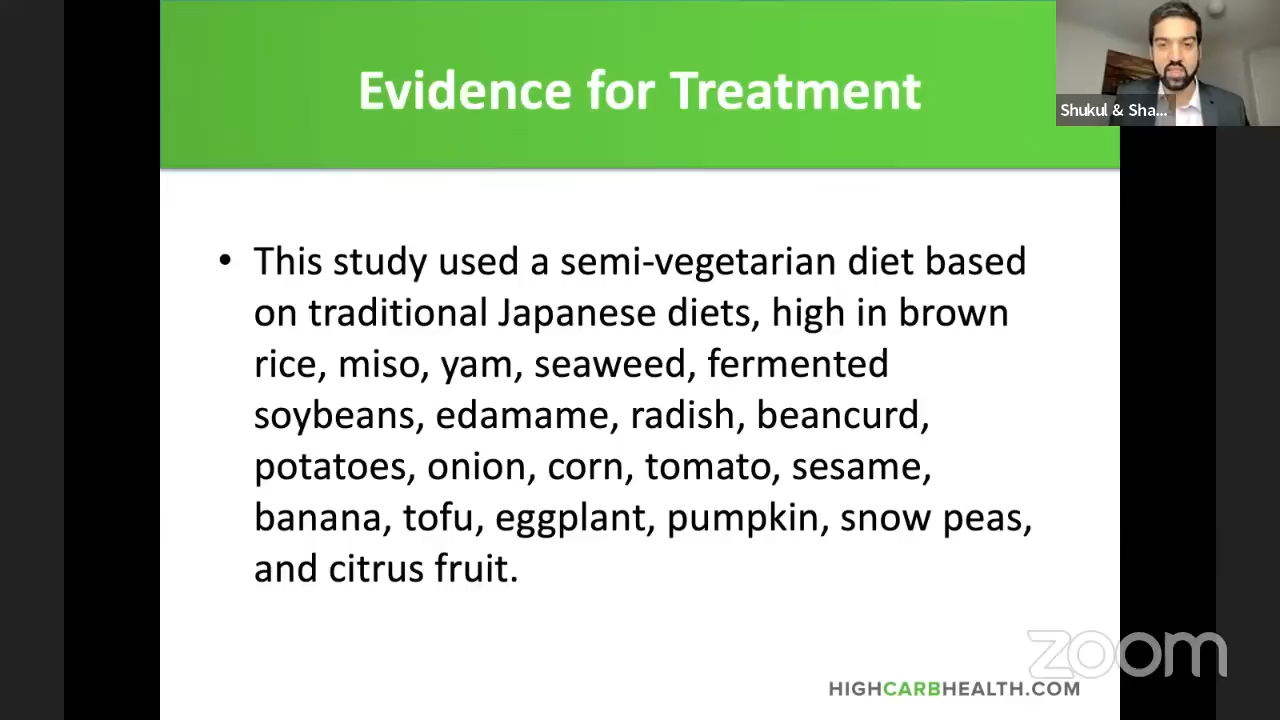 Evidence for Treatment
Shukul & Sha...
• This study used a semi-vegetarian diet based
on traditional Japanese diets, high in brown
rice, miso, yam, seaweed, fermented
soybeans, edamame, radish, beancurd,
potatoes, onion, corn, tomato, sesame,
banana, tofu, eggplant, pumpkin, snow peas,
and citrus fruit.
zoom
HIGHCARBHEALTH.COM